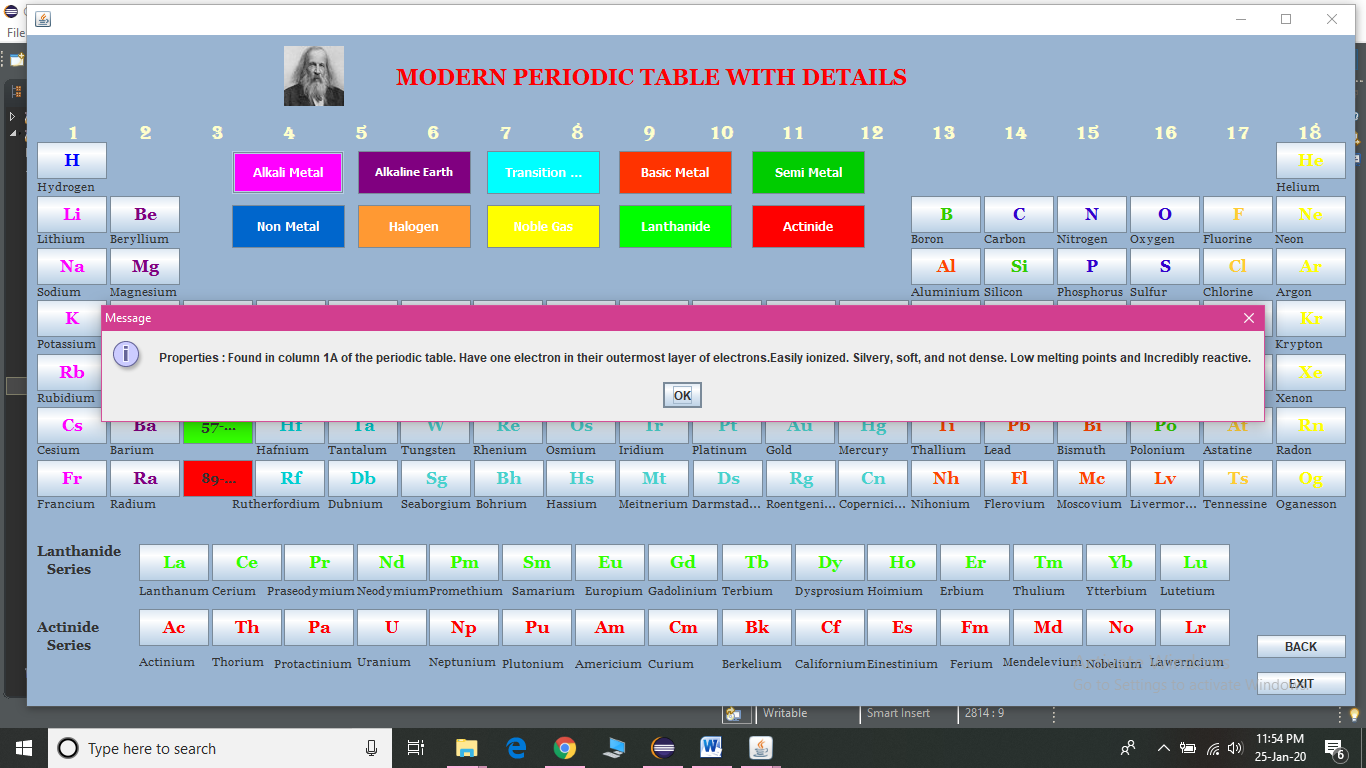 File
MODERN PERIODIC TABLE WITH DETAILS
1 2 3 4 5 6 7 8 9 10 11 12 13 14 15 16 17 18
H He
Hydrogen Helium
Alkali Metal Alkaline Earth Transition ... Basic Metal Semi Metal
Non Metal Halogen Noble Gas Lanthanide Actinide
Li Be B C N O F Ne
Lithium Beryllium Boron Carbon Nitrogen Oxygen Fluorine Neon
Na Mg Al Si P S Cl Ar
Sodium Magnesium Aluminium Silicon Phosphorus Sulfur Chlorine Argon
K Kr
Potassium Krypton
Message
Properties : Found in column 1A of the periodic table. Have one electron in their outermost layer of electrons.Easily ionized. Silvery, soft, and not dense. Low melting points and Incredibly reactive.
OK
Rb Xe
Rubidium Xenon
Cs Ba 57-... Hf Ta W Re Os Ir Pt Au Hg Tl Pb Bi Po At Rn
Cesium Barium Hafnium Tantalum Tungsten Rhenium Osmium Iridium Platinum Gold Mercury Thallium Lead Bismuth Polonium Astatine Radon
Fr Ra 89-... Rf Db Sg Bh Hs Mt Ds Rg Cn Nh Fl Mc Lv Ts Og
Francium Radium Rutherfordium Dubnium Seaborgium Bohrium Hassium Meitnerium Darmstad... Roentgeni... Copernici... Nihonium Flerovium Moscovium Livermor... Tennessine Oganesson
Lanthanide
Series
La Ce Pr Nd Pm Sm Eu Gd Tb Dy Ho Er Tm Yb Lu
Lanthanum Cerium Praseodymium Neodymium Promethium Samarium Europium Gadolinium Terbium Dysprosium Hoimium Erbium Thulium Ytterbium Lutetium
Actinide
Series
Ac Th Pa U Np Pu Am Cm Bk Cf Es Fm Md No Lr
Actinium Thorium Protactinium Uranium Neptunium Plutonium Americium Curium Berkelium Californium Einestinium Ferium Mendelevium Nobelium Lawerncium
BACK
Go to Settings to activate Windows.
EXIT
Writable Smart Insert 2814 : 9
Type here to search
11:54 PM
25-Jan-20
6